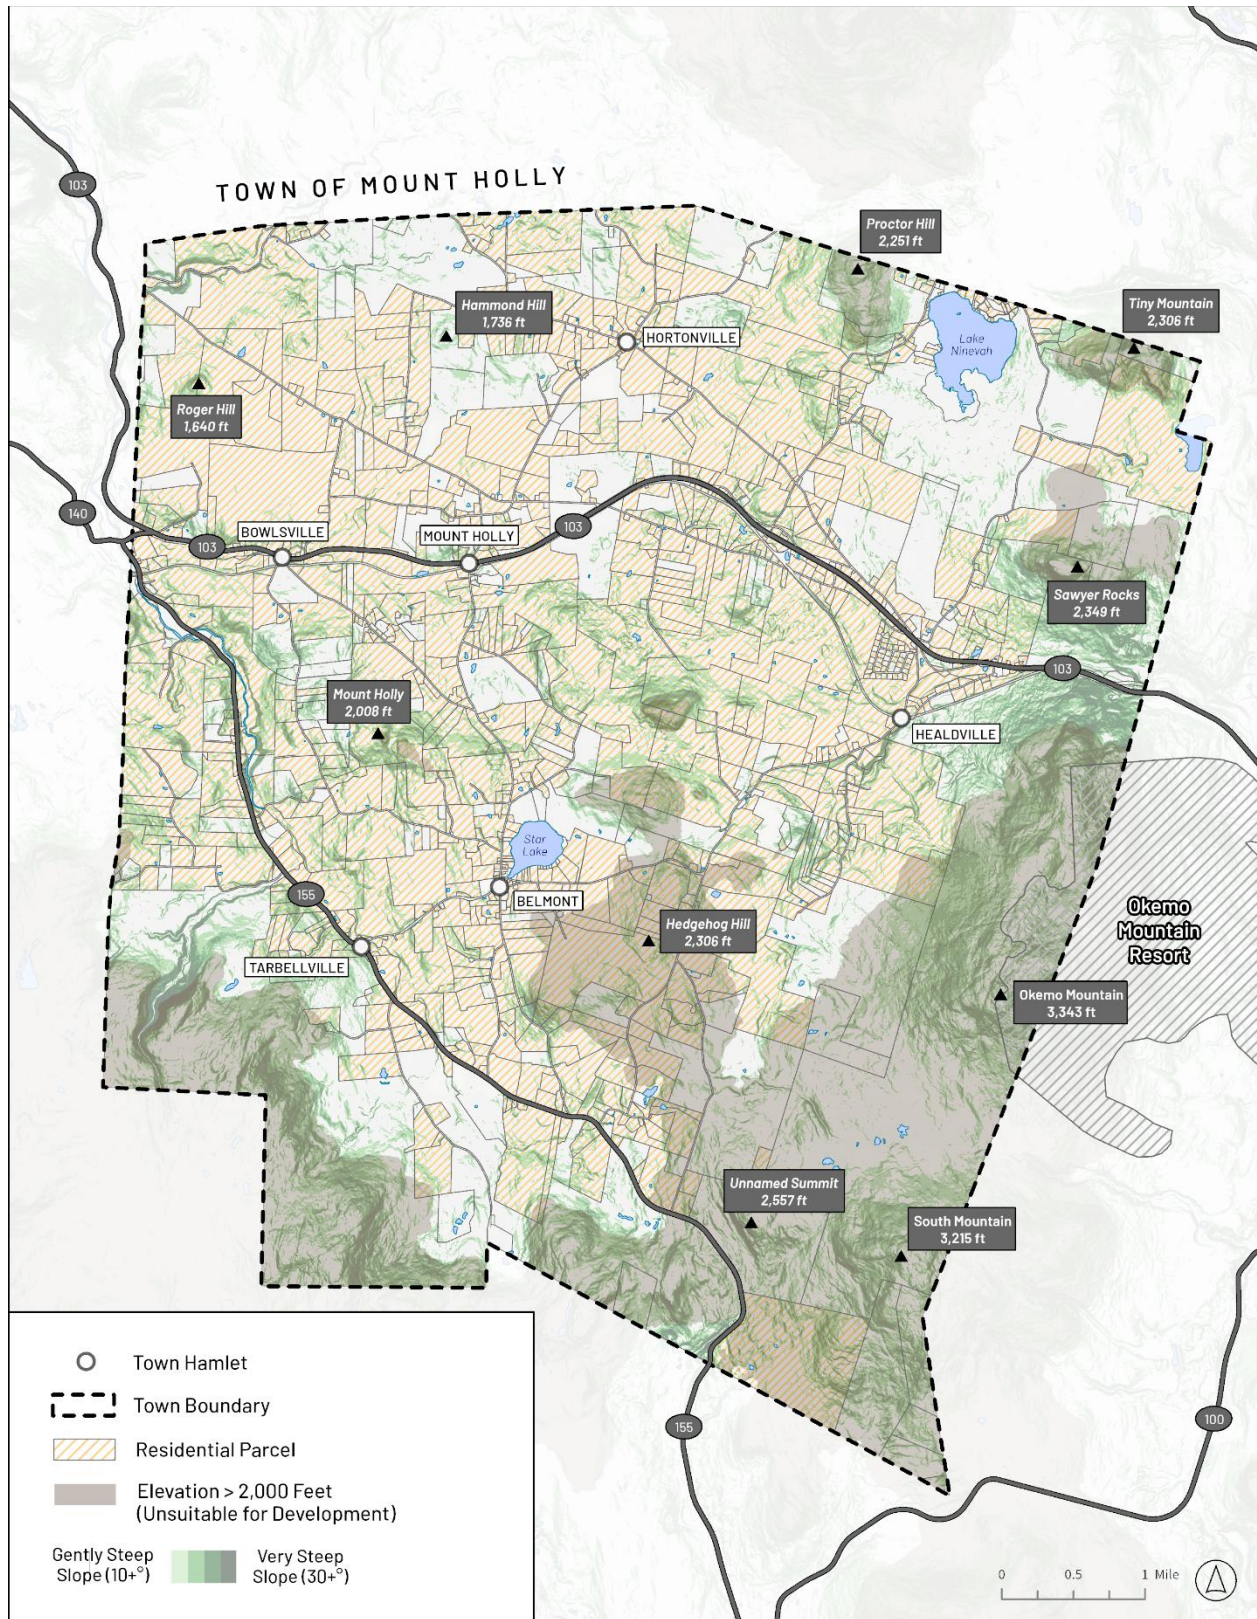 TOWN OF MOUNT HOLLY
103
Proctor Hill
2,251 ft
Tiny Mountain
2,306 ft
Hammond Hill
1,736 ft
HORTONVILLE
Lake
Ninevah
Roger Hill
1,640 ft
140
103
BOWLSVILLE
MOUNT HOLLY
103
Sawyer Rocks
2,349 ft
103
Mount Holly
2,008 ft
HEALDVILLE
Star
Lake
155
BELMONT
Hedgehog Hill
2,306 ft
Okemo
Mountain
Resort
TARBELLVILLE
Okemo Mountain
3,343 ft
Unnamed Summit
2,557 ft
South Mountain
3,215 ft
155
100
Town Hamlet
Town Boundary
Residential Parcel
Elevation > 2,000 Feet
(Unsuitable for Development)
Gently Steep
Slope (10+°)
Very Steep
Slope (30+°)
0 0.5 1 Mile